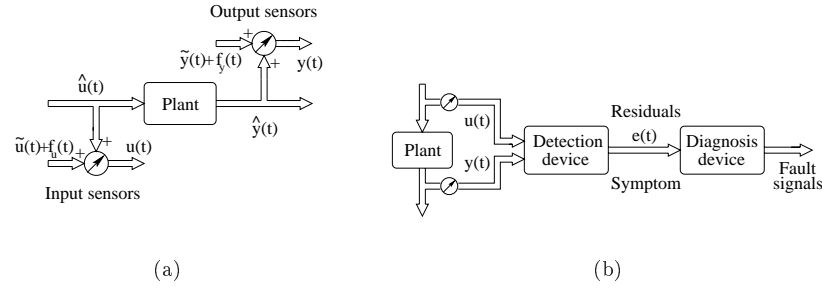 Output sensors
ỹ(t)+f_y(t)
+
+
y(t)
û(t)
Plant
ŷ(t)
ũ(t)+f_u(t)
+
+
u(t)
Input sensors
(a)
Plant
u(t)
y(t)
Detection
device
Residuals
e(t)
Symptom
Diagnosis
device
Fault
signals
(b)